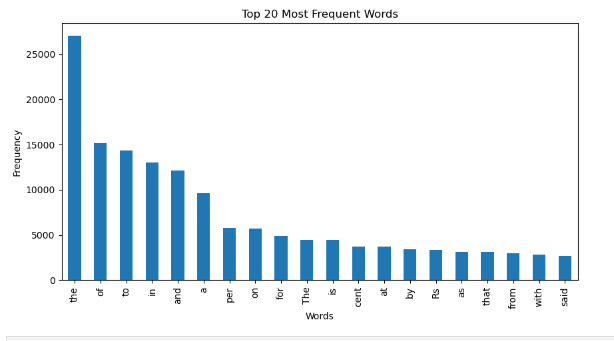 Top 20 Most Frequent Words
25000
20000
15000
10000
5000
0
Frequency
the of to in and a per on for The is cent at by Rs as that from with said
Words